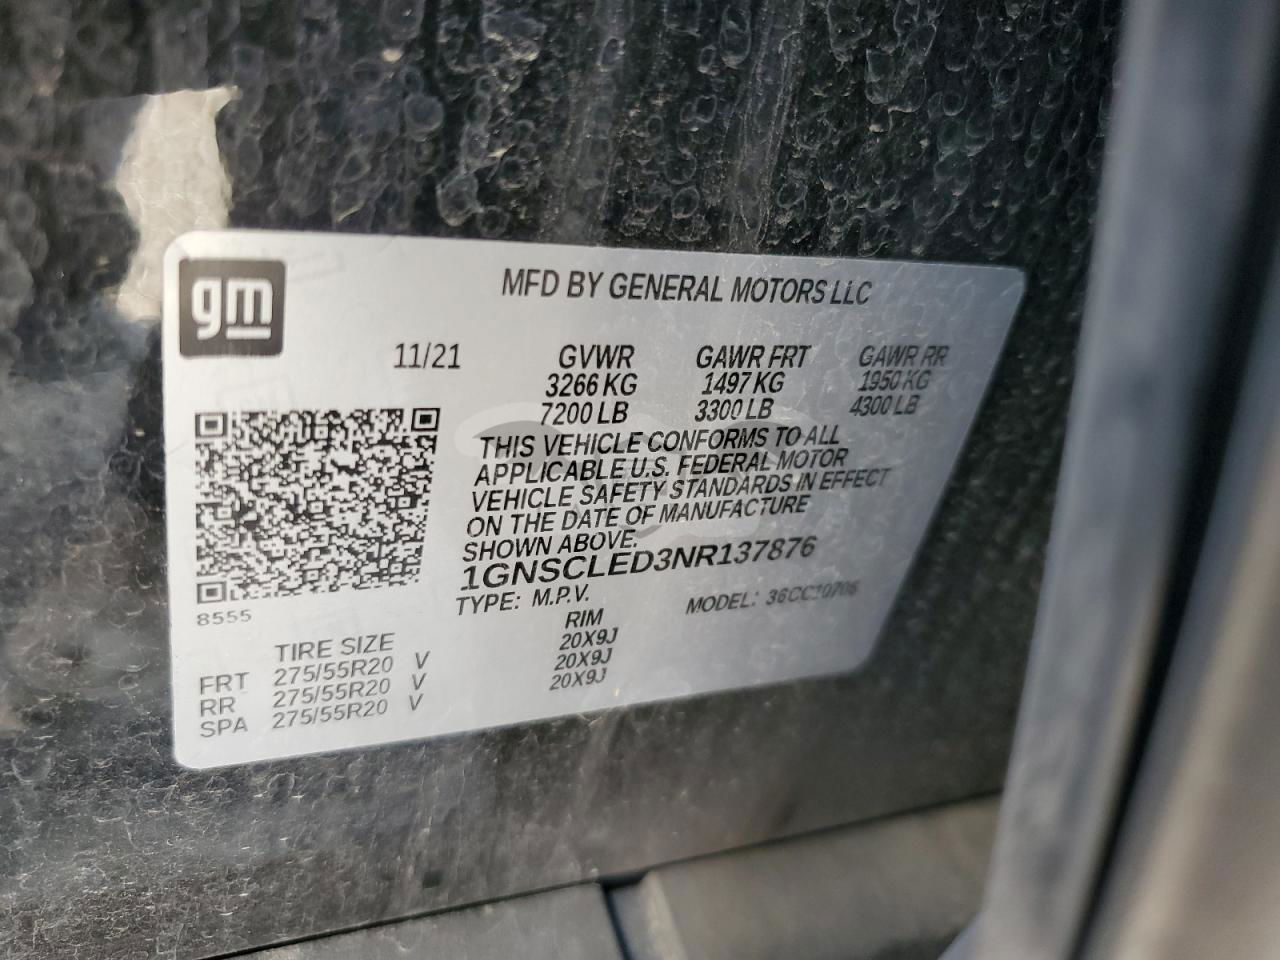 gm
MFD BY GENERAL MOTORS LLC
11/21 GVWR GAWR FRT GAWR RR
3266 KG 1497 KG 1950 KG
7200 LB 3300 LB 4300 LB
THIS VEHICLE CONFORMS TO ALL
APPLICABLE U.S. FEDERAL MOTOR
VEHICLE SAFETY STANDARDS IN EFFECT
ON THE DATE OF MANUFACTURE
SHOWN ABOVE.
1GNSCLED3NR137876
TYPE: M.P.V. MODEL: 36CC10706
8555
TIRE SIZE RIM
FRT 275/55R20 V 20X9J
RR 275/55R20 V 20X9J
SPA 275/55R20 V 20X9J